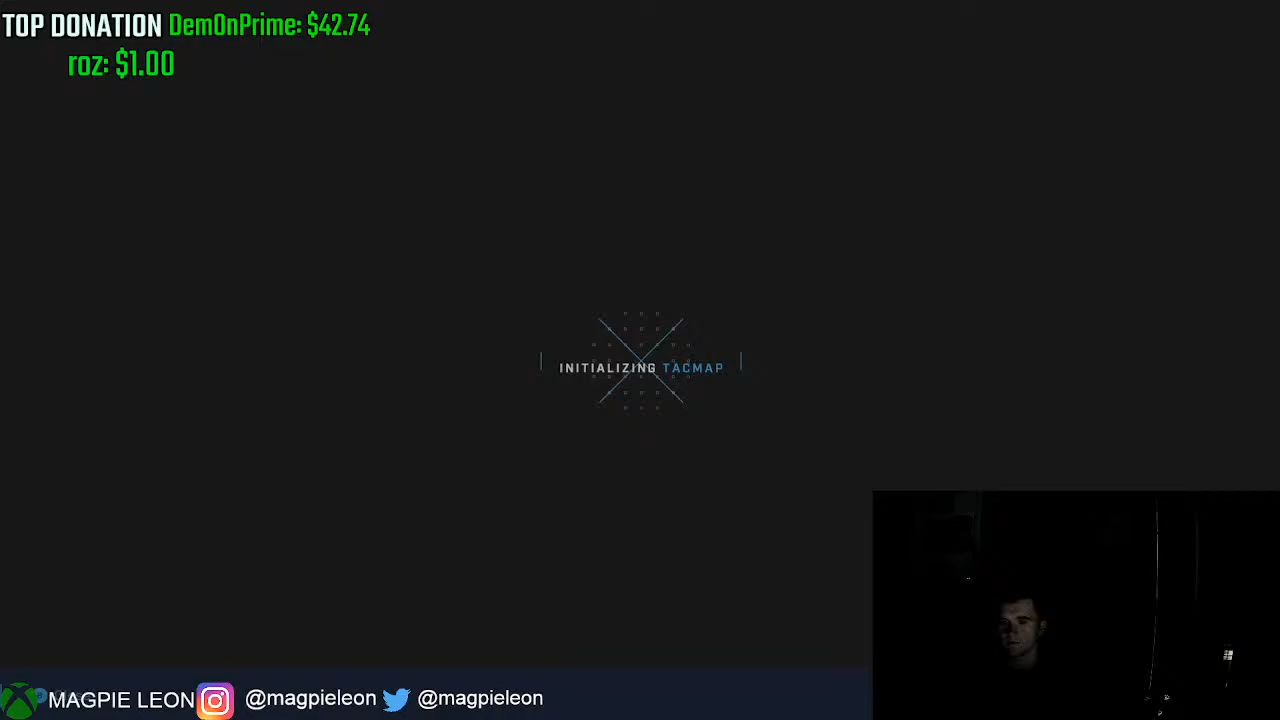 TOP DONATION DemOnPrime: $42.74
roz: $1.00
INITIALIZING TACMAP
MAGPIE LEON @magpieleon @magpieleon